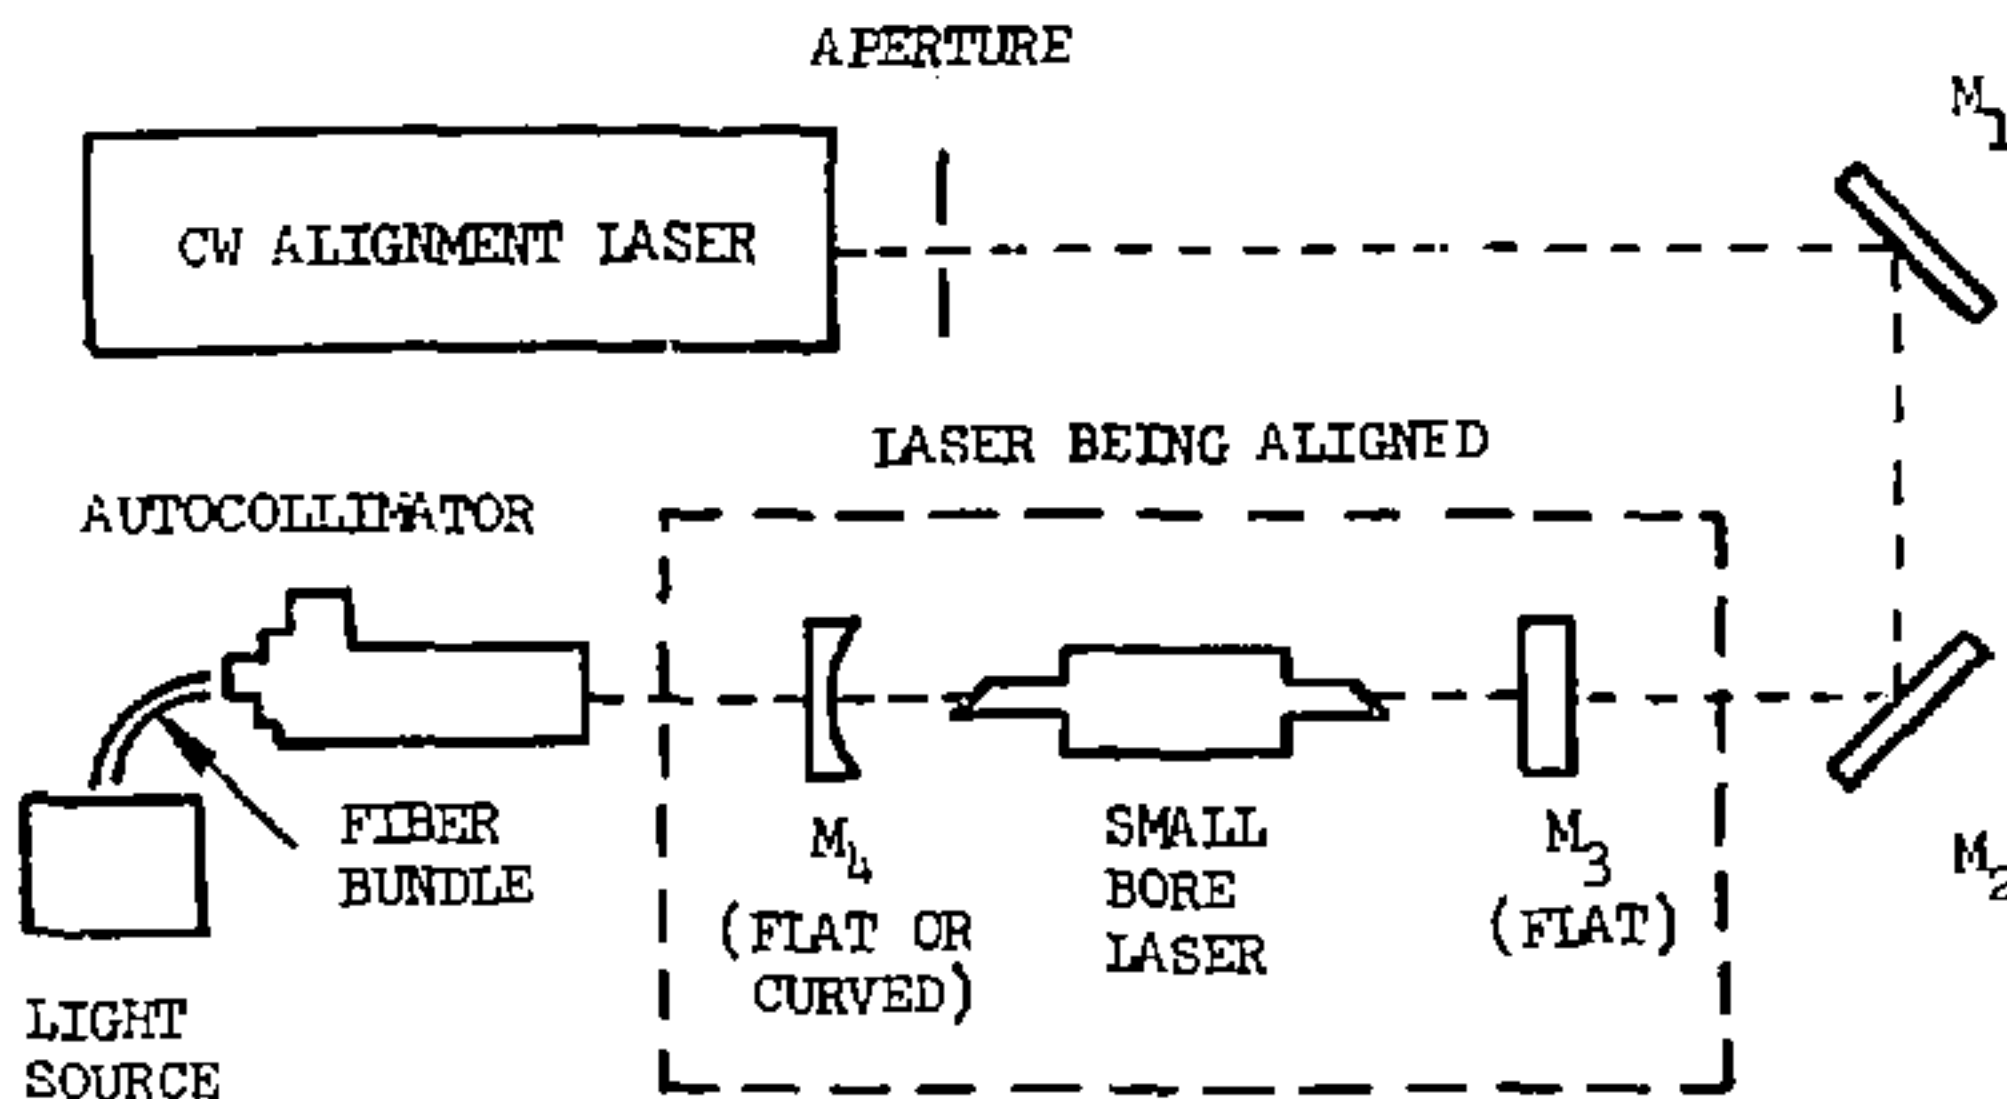 APERTURE
M1
CW ALIGNMENT LASER
LASER BEING ALIGNED
AUTOCOLLIMATOR
FIBER
BUNDLE
M4
(FLAT OR
CURVED)
SMALL
BORE
LASER
M3
(FLAT)
M2
LIGHT
SOURCE